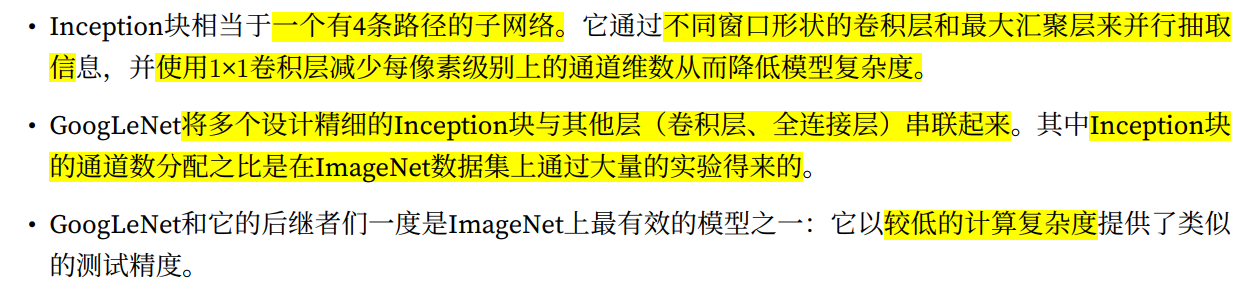 • Inception块相当于一个有4条路径的子网络。它通过不同窗口形状的卷积层和最大汇聚层来并行抽取
信息，并使用1×1卷积层减少每像素级别上的通道维数从而降低模型复杂度。
• GoogLeNet将多个设计精细的Inception块与其他层（卷积层、全连接层）串联起来。其中Inception块
的通道数分配之比是在ImageNet数据集上通过大量的实验得来的。
• GoogLeNet和它的后继者们一度是ImageNet上最有效的模型之一：它以较低的计算复杂度提供了类似
的测试精度。